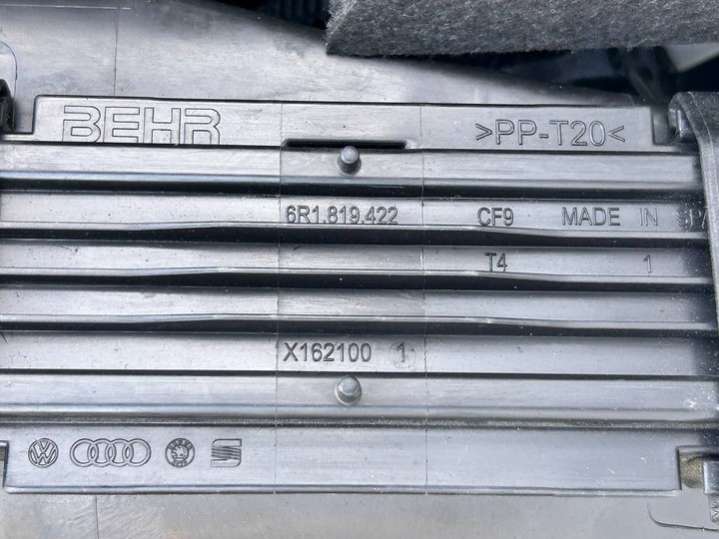 BEHR >PP-T20<
6R1.819.422 CF9 MADE IN
T4 1
X162100 1